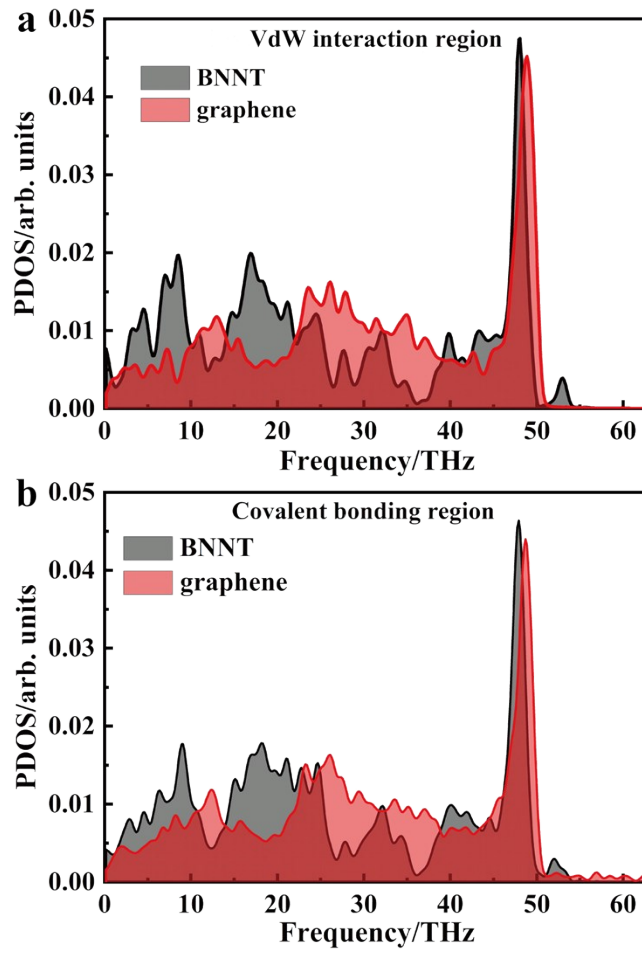 a
VdW interaction region
BNNT
graphene
PDOS/arb. units
0.05
0.04
0.03
0.02
0.01
0.00
0 10 20 30 40 50 60
Frequency/THz
b
Covalent bonding region
BNNT
graphene
PDOS/arb. units
0.05
0.04
0.03
0.02
0.01
0.00
0 10 20 30 40 50 60
Frequency/THz